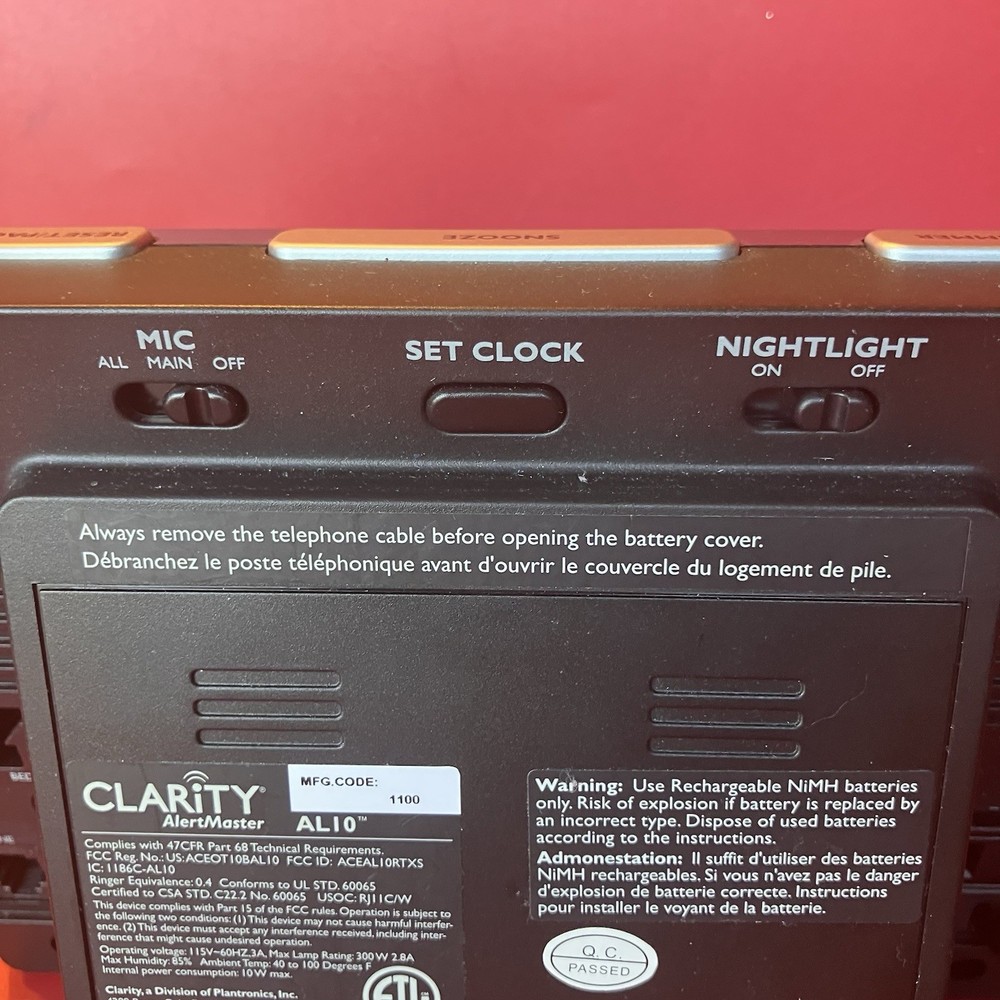 SNOOZE
MIC
ALL MAIN OFF
SET CLOCK
NIGHTLIGHT
ON OFF
Always remove the telephone cable before opening the battery cover.
Débranchez le poste téléphonique avant d'ouvrir le couvercle du logement de pile.
CLARiTY®
AlertMaster
MFG.CODE:
1100
AL10™
Complies with 47CFR Part 68 Technical Requirements.
FCC Reg. No.: US:ACEOT10BAL10 FCC ID: ACEAL10RTXS
IC: 1186C-AL10
Ringer Equivalence: 0.4 Conforms to UL STD. 60065
Certified to CSA STD. C22.2 No. 60065 USOC: RJ11C/W
This device complies with Part 15 of the FCC rules. Operation is subject to
the following two conditions: (1) This device may not cause harmful interfer-
ence. (2) This device must accept any interference received, including inter-
ference that might cause undesired operation.
Operating voltage: 115V~60HZ,3A, Max Lamp Rating: 300W 2.8A
Max Humidity: 85% Ambient Temp: 40 to 100 Degrees F
Internal power consumption: 10W max.
Clarity, a Division of Plantronics, Inc.
ETL
Warning: Use Rechargeable NiMH batteries
only. Risk of explosion if battery is replaced by
an incorrect type. Dispose of used batteries
according to the instructions.
Admonestation: Il suffit d'utiliser des batteries
NiMH rechargeables. Si vous n'avez pas le danger
d'explosion de batterie correcte. Instructions
pour installer le voyant de la batterie.
Q.C.
PASSED